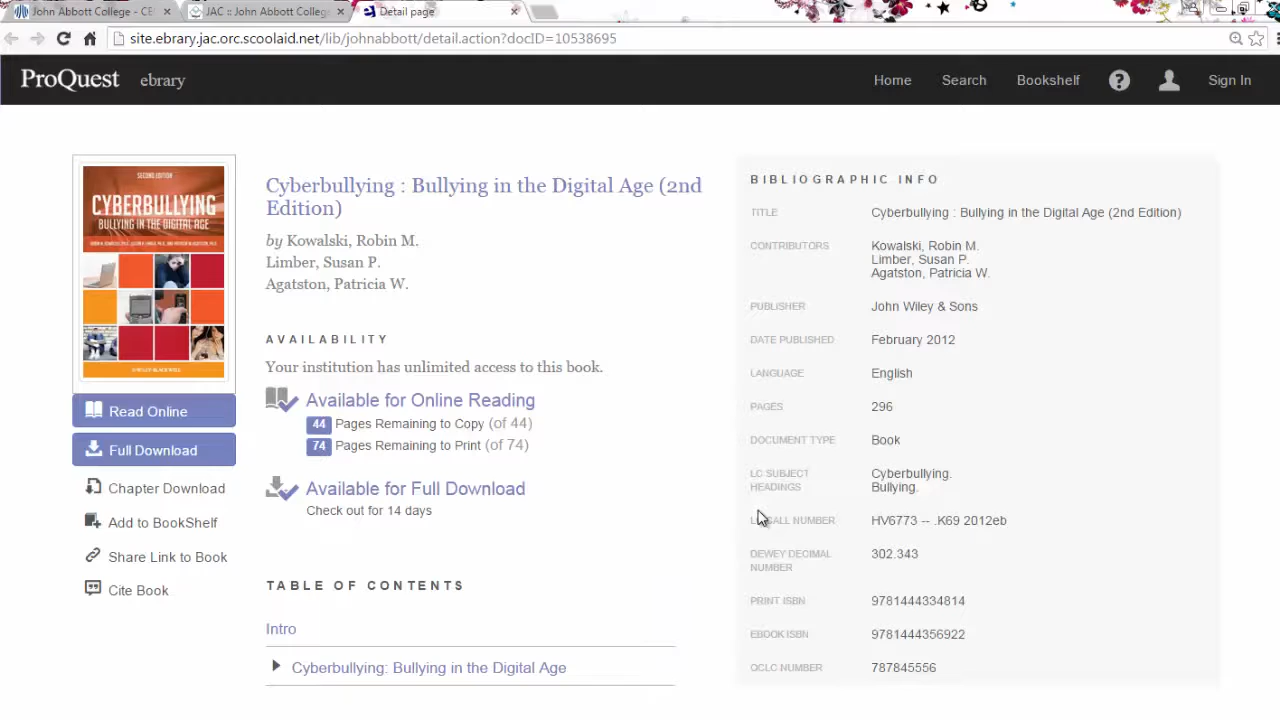 John Abbott College - CE
JAC :: John Abbott Colleg
Detail page
site.ebrary.jac.orc.scoolaid.net/lib/johnabbott/detail.action?docID=10538695
ProQuest ebrary
Home Search Bookshelf ? Sign In
SECOND EDITION
CYBERBULLYING
BULLYING IN THE DIGITAL AGE
WILEY-BLACKWELL
Read Online
Full Download
Chapter Download
Add to BookShelf
Share Link to Book
Cite Book
Cyberbullying : Bullying in the Digital Age (2nd
Edition)
by Kowalski, Robin M.
Limber, Susan P.
Agatston, Patricia W.
AVAILABILITY
Your institution has unlimited access to this book.
Available for Online Reading
44 Pages Remaining to Copy (of 44)
74 Pages Remaining to Print (of 74)
Available for Full Download
Check out for 14 days
TABLE OF CONTENTS
Intro
Cyberbullying: Bullying in the Digital Age
BIBLIOGRAPHIC INFO
TITLE Cyberbullying : Bullying in the Digital Age (2nd Edition)
CONTRIBUTORS Kowalski, Robin M.
Limber, Susan P.
Agatston, Patricia W.
PUBLISHER John Wiley & Sons
DATE PUBLISHED February 2012
LANGUAGE English
PAGES 296
DOCUMENT TYPE Book
LC SUBJECT Cyberbullying.
HEADINGS Bullying.
CALL NUMBER HV6773 -- .K69 2012eb
DEWEY DECIMAL 302.343
NUMBER
PRINT ISBN 9781444334814
EBOOK ISBN 9781444356922
OCLC NUMBER 787845556